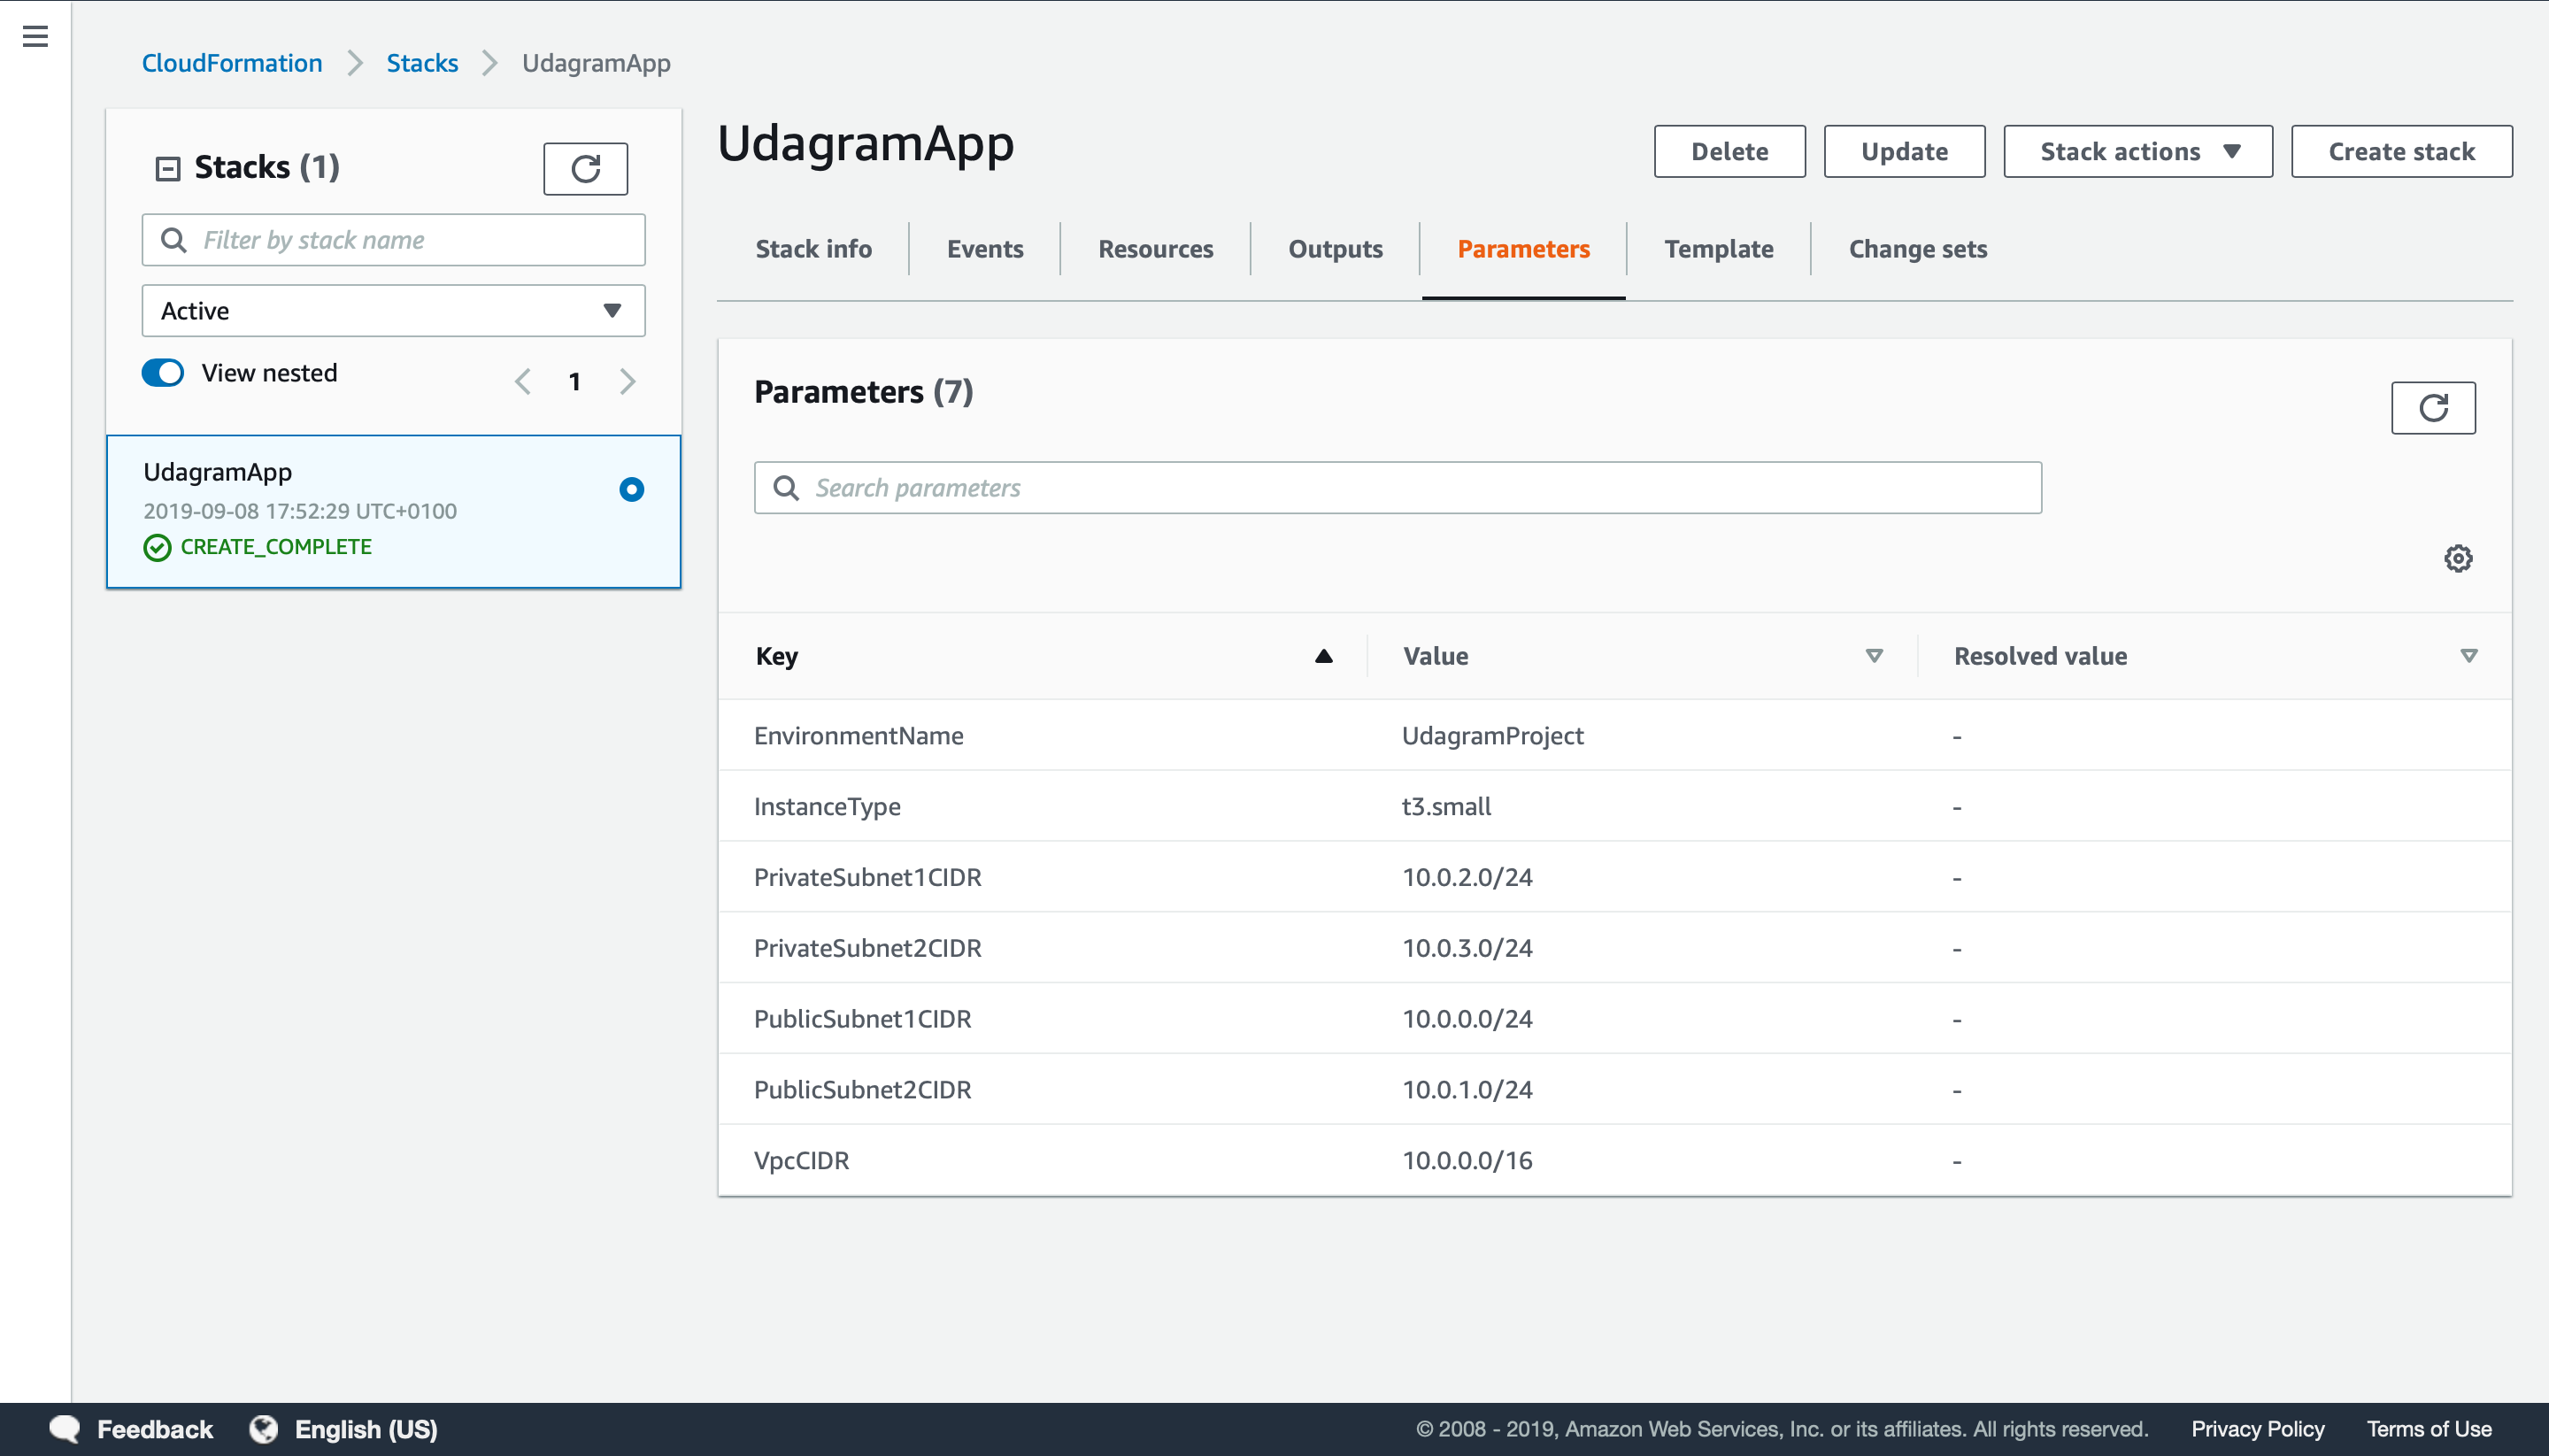 CloudFormation Stacks UdagramApp
Stacks (1)
Filter by stack name
Active
View nested 1
UdagramApp
2019-09-08 17:52:29 UTC+0100
CREATE_COMPLETE
UdagramApp
Delete Update Stack actions Create stack
Stack info Events Resources Outputs Parameters Template Change sets
Parameters (7)
Search parameters
Key Value Resolved value
EnvironmentName UdagramProject -
InstanceType t3.small -
PrivateSubnet1CIDR 10.0.2.0/24 -
PrivateSubnet2CIDR 10.0.3.0/24 -
PublicSubnet1CIDR 10.0.0.0/24 -
PublicSubnet2CIDR 10.0.1.0/24 -
VpcCIDR 10.0.0.0/16 -
Feedback English (US) © 2008 - 2019, Amazon Web Services, Inc. or its affiliates. All rights reserved. Privacy Policy Terms of Use